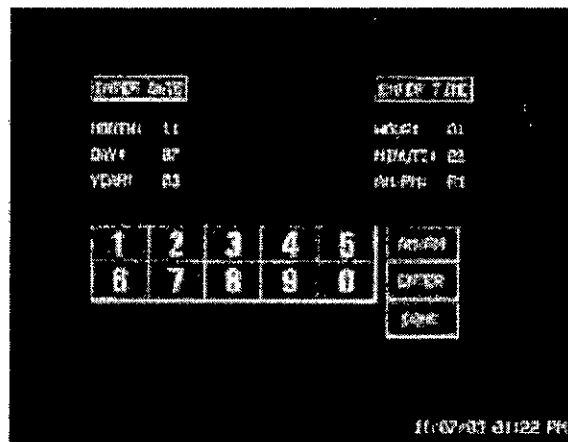 ENTER DATE
ENTER TIME
MONTH: 11
HOUR: 01
DAY: 07
MINUTE: 22
YEAR: 03
AM/PM: PM
1 2 3 4 5
AM/PM
6 7 8 9 0
ENTER
DONE
11/07/03 01:22 PM